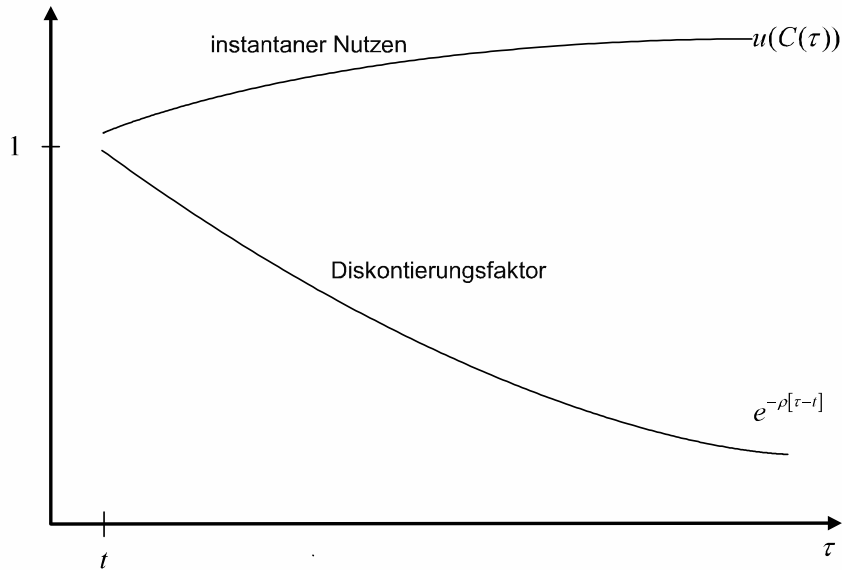 instantaner Nutzen
u(C(τ))
1
Diskontierungsfaktor
e^{-ρ[τ-t]}
t
τ